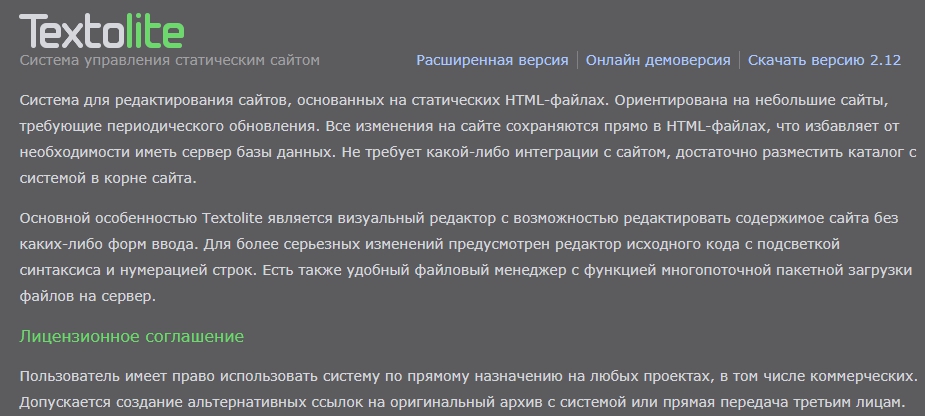 Textolite
Система управления статическим сайтом
Расширенная версия | Онлайн демоверсия | Скачать версию 2.12
Система для редактирования сайтов, основанных на статических HTML-файлах. Ориентирована на небольшие сайты,
требующие периодического обновления. Все изменения на сайте сохраняются прямо в HTML-файлах, что избавляет от
необходимости иметь сервер базы данных. Не требует какой-либо интеграции с сайтом, достаточно разместить каталог с
системой в корне сайта.
Основной особенностью Textolite является визуальный редактор с возможностью редактировать содержимое сайта без
каких-либо форм ввода. Для более серьезных изменений предусмотрен редактор исходного кода с подсветкой
синтаксиса и нумерацией строк. Есть также удобный файловый менеджер с функцией многопоточной пакетной загрузки
файлов на сервер.
Лицензионное соглашение
Пользователь имеет право использовать систему по прямому назначению на любых проектах, в том числе коммерческих.
Допускается создание альтернативных ссылок на оригинальный архив с системой или прямая передача третьим лицам.